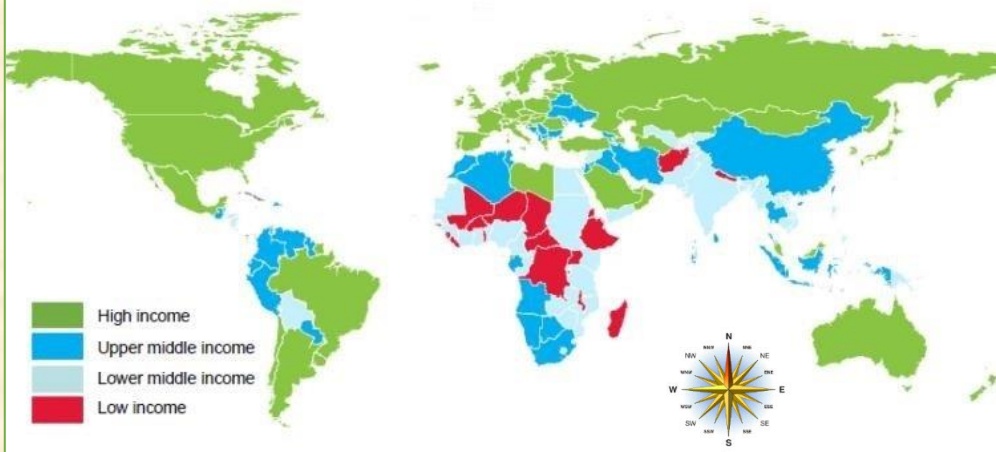 High income
Upper middle income
Lower middle income
Low income
N
NW
NE
W
E
SW
SE
S